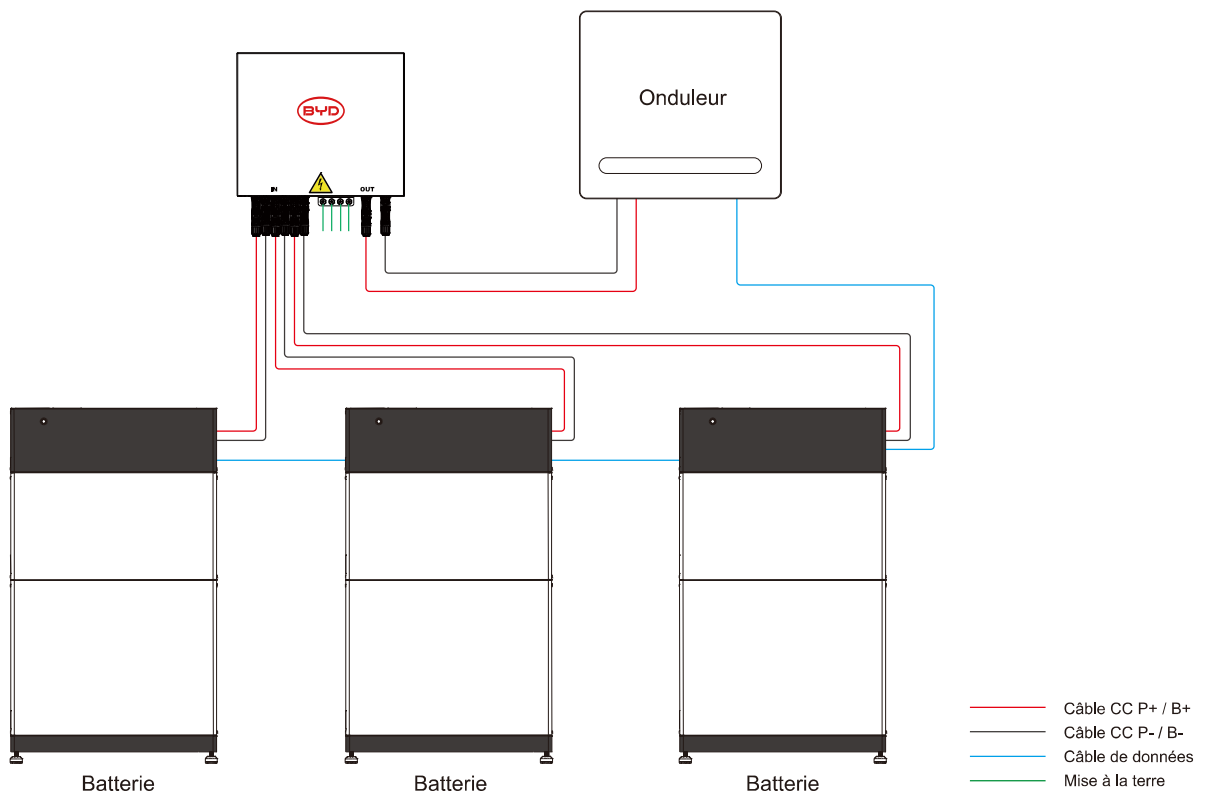 Onduleur
BYD
IN
OUT
Batterie
Batterie
Batterie
Câble CC P+ / B+
Câble CC P- / B-
Câble de données
Mise à la terre